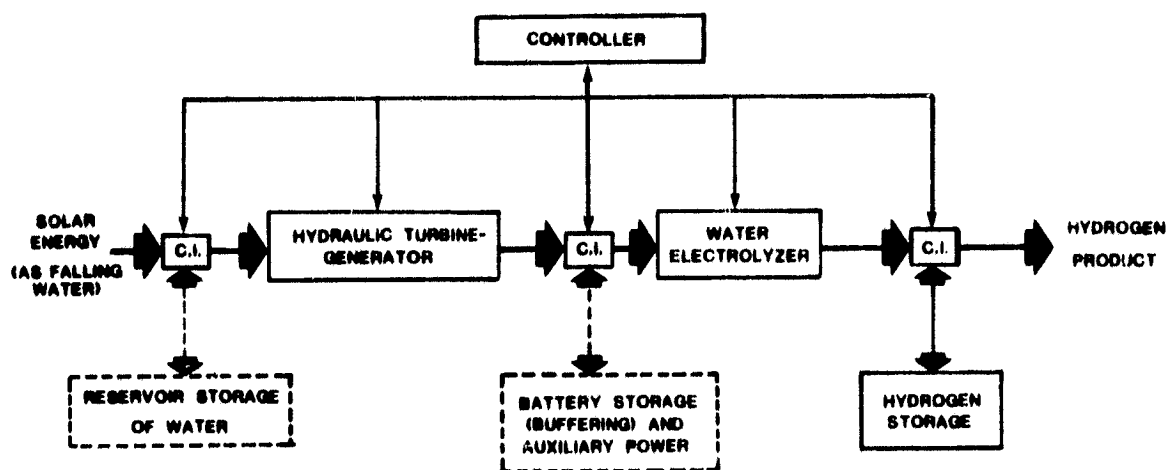 CONTROLLER
SOLAR
ENERGY
(AS FALLING
WATER)
C.I.
HYDRAULIC TURBINE-
GENERATOR
C.I.
WATER
ELECTROLYZER
C.I.
HYDROGEN
PRODUCT
RESERVOIR STORAGE
OF WATER
BATTERY STORAGE
(BUFFERING) AND
AUXILIARY POWER
HYDROGEN
STORAGE